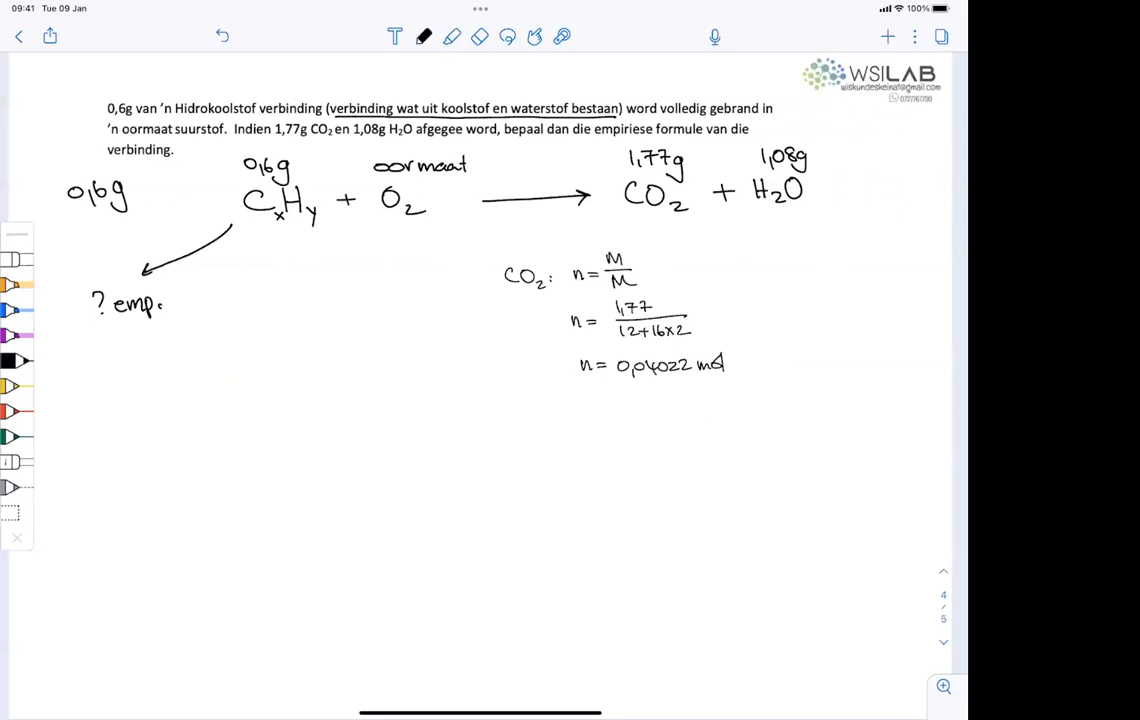 09:41 Tue 09 Jan
100%
WSILAB
wiskundeskeinat@gmail.com
0727767700
0,6g van 'n Hidrokoolstof verbinding (verbinding wat uit koolstof en waterstof bestaan) word volledig gebrand in
'n oormaat suurstof. Indien 1,77g CO₂ en 1,08g H₂O afgegee word, bepaal dan die empiriese formule van die
verbinding.
0,6g oormaat 1,77g 1,08g
0,6g CxHy + O₂ → CO₂ + H₂O
? emp.
CO₂: n = M/M
n = 1,77/12+16×2
n = 0,04022 mol
4
/
5